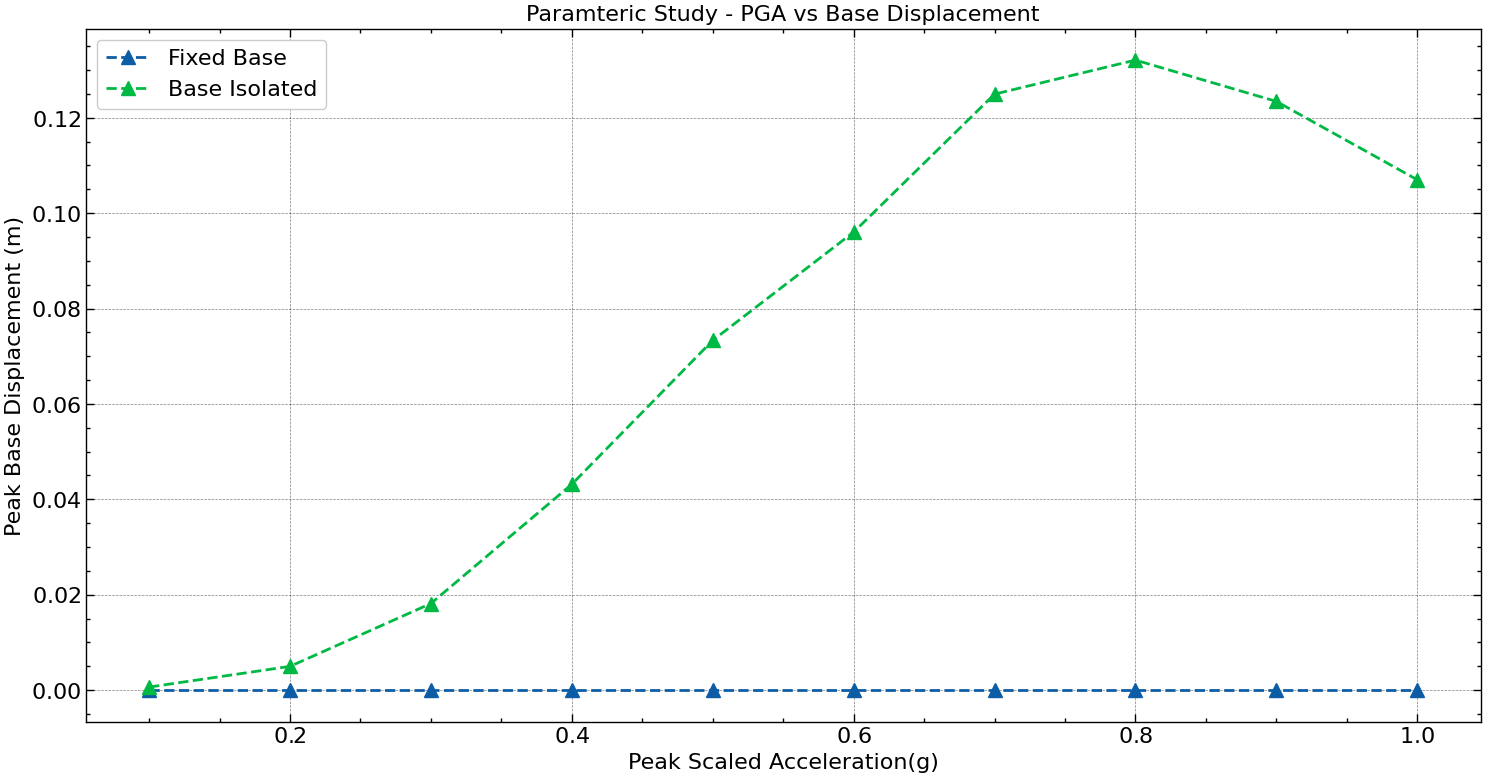 Paramteric Study - PGA vs Base Displacement
Fixed Base
Base Isolated
Peak Base Displacement (m)
0.12
0.10
0.08
0.06
0.04
0.02
0.00
0.2
0.4
0.6
0.8
1.0
Peak Scaled Acceleration(g)